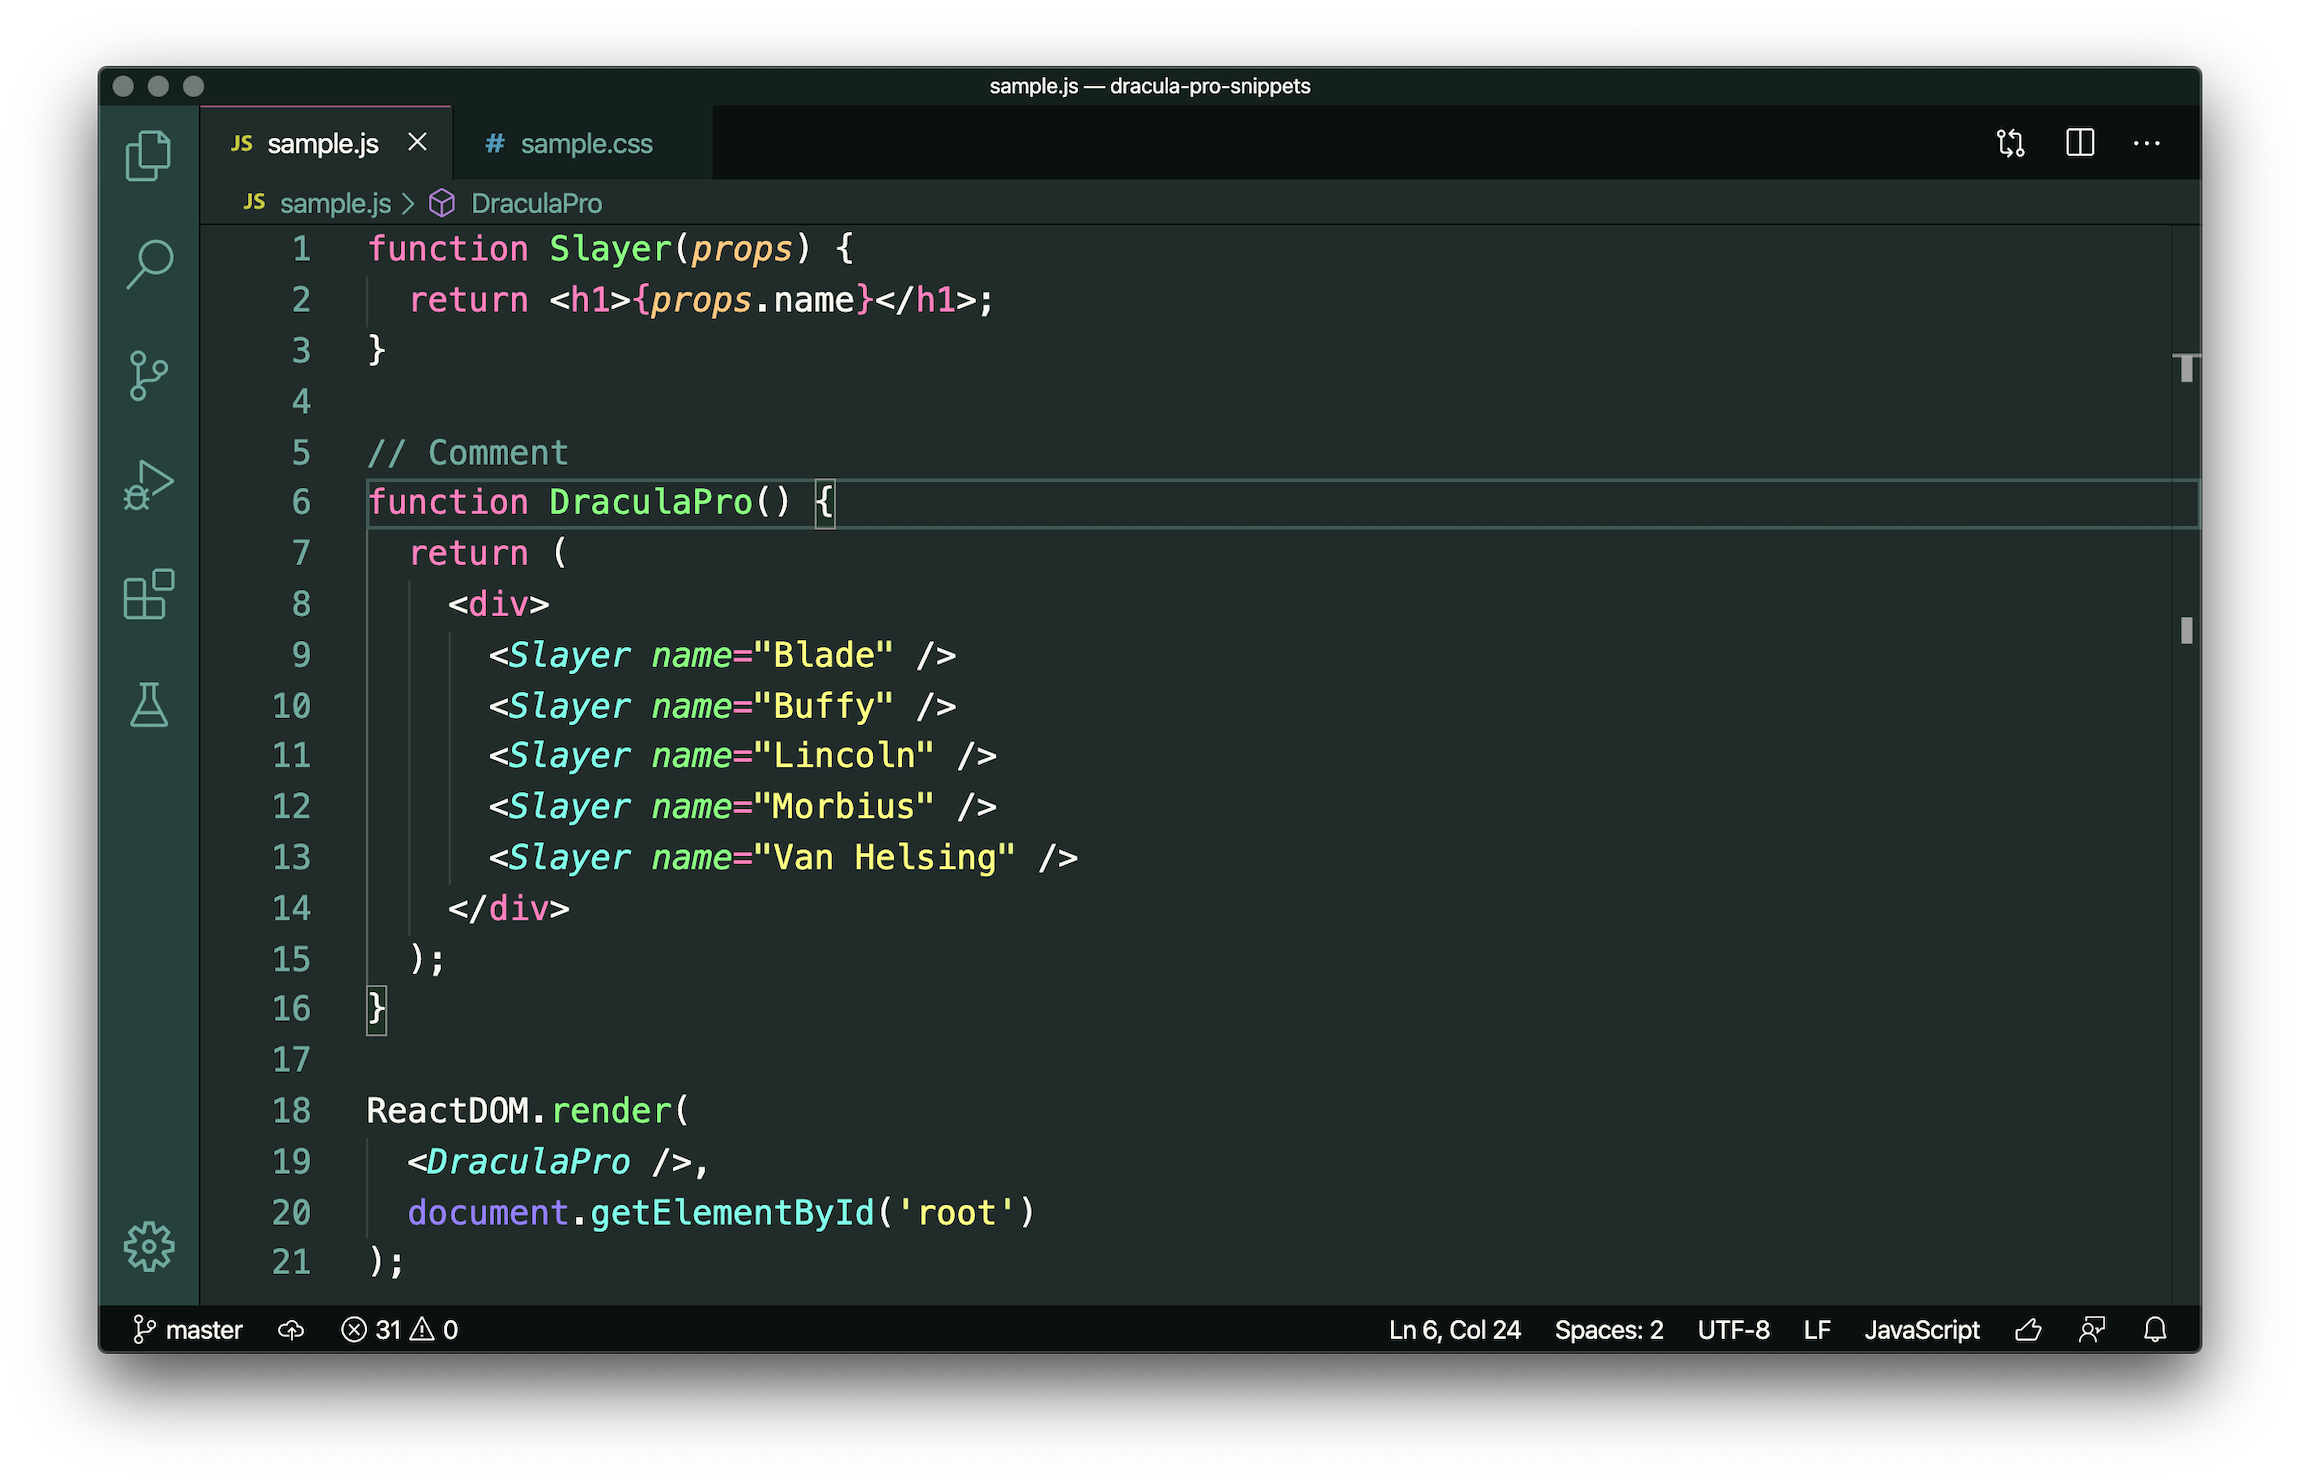 sample.js — dracula-pro-snippets
JS sample.js # sample.css
JS sample.js > DraculaPro
1 function Slayer(props) {
2   return <h1>{props.name}</h1>;
3 }
4
5 // Comment
6 function DraculaPro() {
7   return (
8     <div>
9       <Slayer name="Blade" />
10       <Slayer name="Buffy" />
11       <Slayer name="Lincoln" />
12       <Slayer name="Morbius" />
13       <Slayer name="Van Helsing" />
14     </div>
15   );
16 }
17
18 ReactDOM.render(
19   <DraculaPro />,
20   document.getElementById('root')
21 );
master 31 0 Ln 6, Col 24 Spaces: 2 UTF-8 LF JavaScript